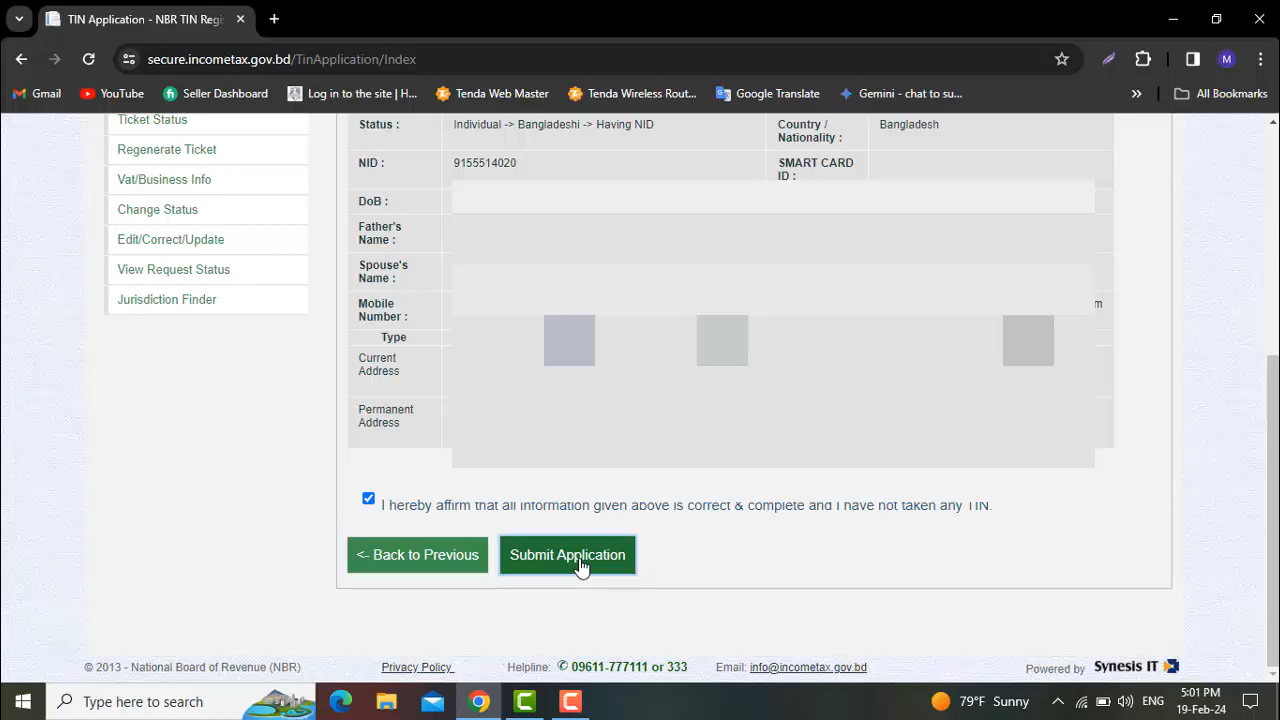 TIN Application - NBR TIN Regi
secure.incometax.gov.bd/TinApplication/Index
Gmail YouTube Seller Dashboard Log in to the site | H... Tenda Web Master Tenda Wireless Rout... Google Translate Gemini - chat to su... All Bookmarks
M
Ticket Status
Regenerate Ticket
Vat/Business Info
Change Status
Edit/Correct/Update
View Request Status
Jurisdiction Finder
Status : Individual -> Bangladeshi -> Having NID Country / Nationality : Bangladesh
NID : 9155514020 SMART CARD ID :
DoB :
Father's
Name :
Spouse's
Name :
Mobile
Number : m
Type
Current
Address
Permanent
Address
I hereby affirm that all information given above is correct & complete and I have not taken any TIN.
<- Back to Previous Submit Application
© 2013 - National Board of Revenue (NBR) Privacy Policy Helpline: 09611-777111 or 333 Email: info@incometax.gov.bd Powered by Synesis IT
Type here to search 79°F Sunny ENG 5:01 PM
19-Feb-24